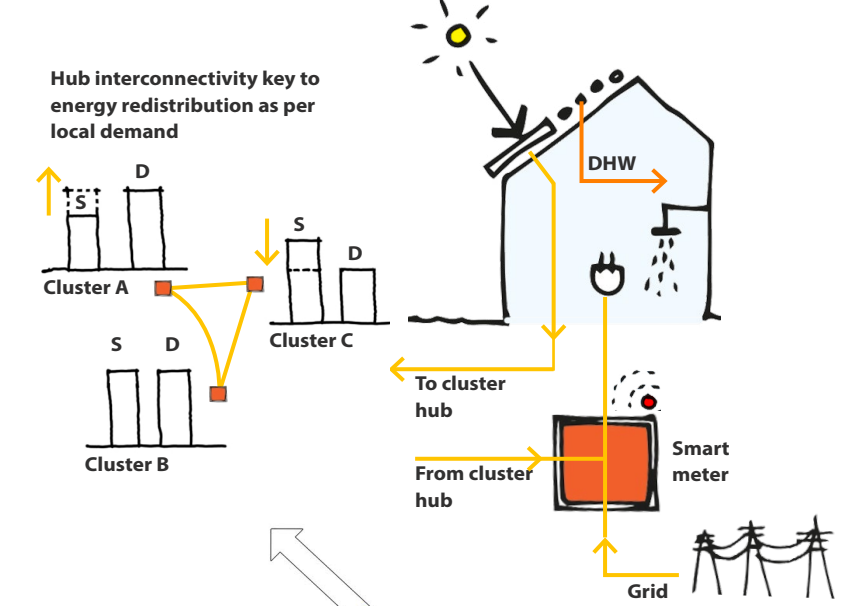 Hub interconnectivity key to
energy redistribution as per
local demand
D
S
Cluster A
S
D
Cluster C
S D
Cluster B
DHW
To cluster
hub
From cluster
hub
Smart
meter
Grid